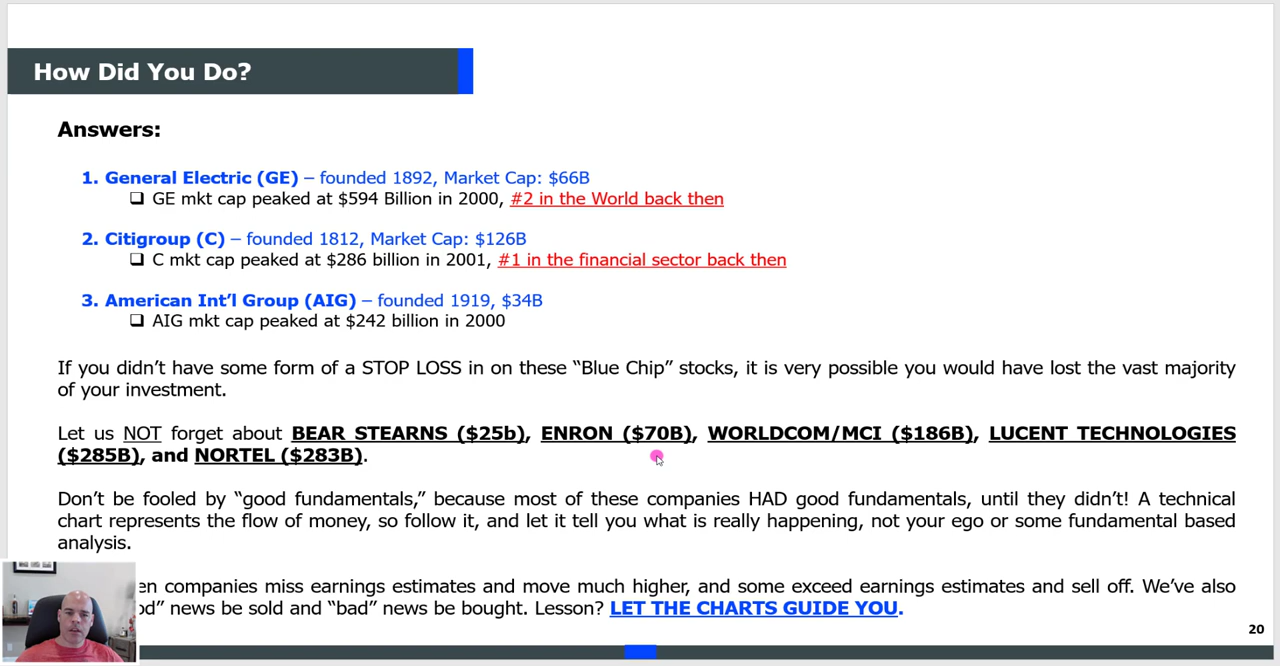 How Did You Do?
Answers:
1. General Electric (GE) – founded 1892, Market Cap: $66B
❑ GE mkt cap peaked at $594 Billion in 2000, #2 in the World back then
2. Citigroup (C) – founded 1812, Market Cap: $126B
❑ C mkt cap peaked at $286 billion in 2001, #1 in the financial sector back then
3. American Int’l Group (AIG) – founded 1919, $34B
❑ AIG mkt cap peaked at $242 billion in 2000
If you didn’t have some form of a STOP LOSS in on these “Blue Chip” stocks, it is very possible you would have lost the vast majority
of your investment.
Let us NOT forget about BEAR STEARNS ($25b), ENRON ($70B), WORLDCOM/MCI ($186B), LUCENT TECHNOLOGIES
($285B), and NORTEL ($283B).
Don’t be fooled by “good fundamentals,” because most of these companies HAD good fundamentals, until they didn’t! A technical
chart represents the flow of money, so follow it, and let it tell you what is really happening, not your ego or some fundamental based
analysis.
companies miss earnings estimates and move much higher, and some exceed earnings estimates and sell off. We’ve also
news be sold and “bad” news be bought. Lesson? LET THE CHARTS GUIDE YOU.
20